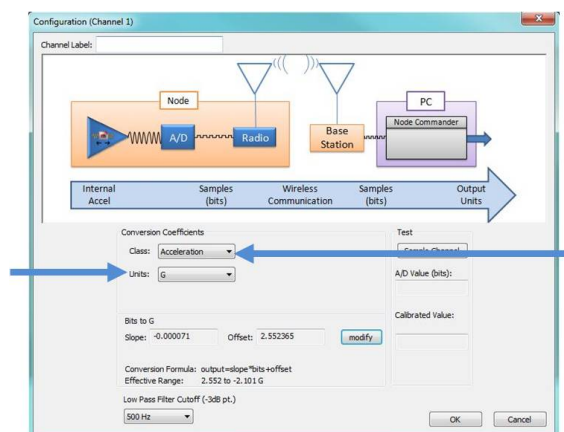 Configuration (Channel 1)
Channel Label:
Node
PC
Node Commander
A/D
Radio
Base
Station
Internal
Accel
Samples
(bits)
Wireless
Communication
Samples
(bits)
Output
Units
Conversion Coefficients
Class: Acceleration
Units: G
Bits to G
Slope: -0.000071 Offset: 2.552365 modify
Conversion Formula: output=slope*bits+offset
Effective Range: 2.552 to -2.101 G
Low Pass Filter Cutoff (-3dB pt.)
500 Hz
Test
Sample Channel
A/D Value (bits):
Calibrated Value:
OK Cancel